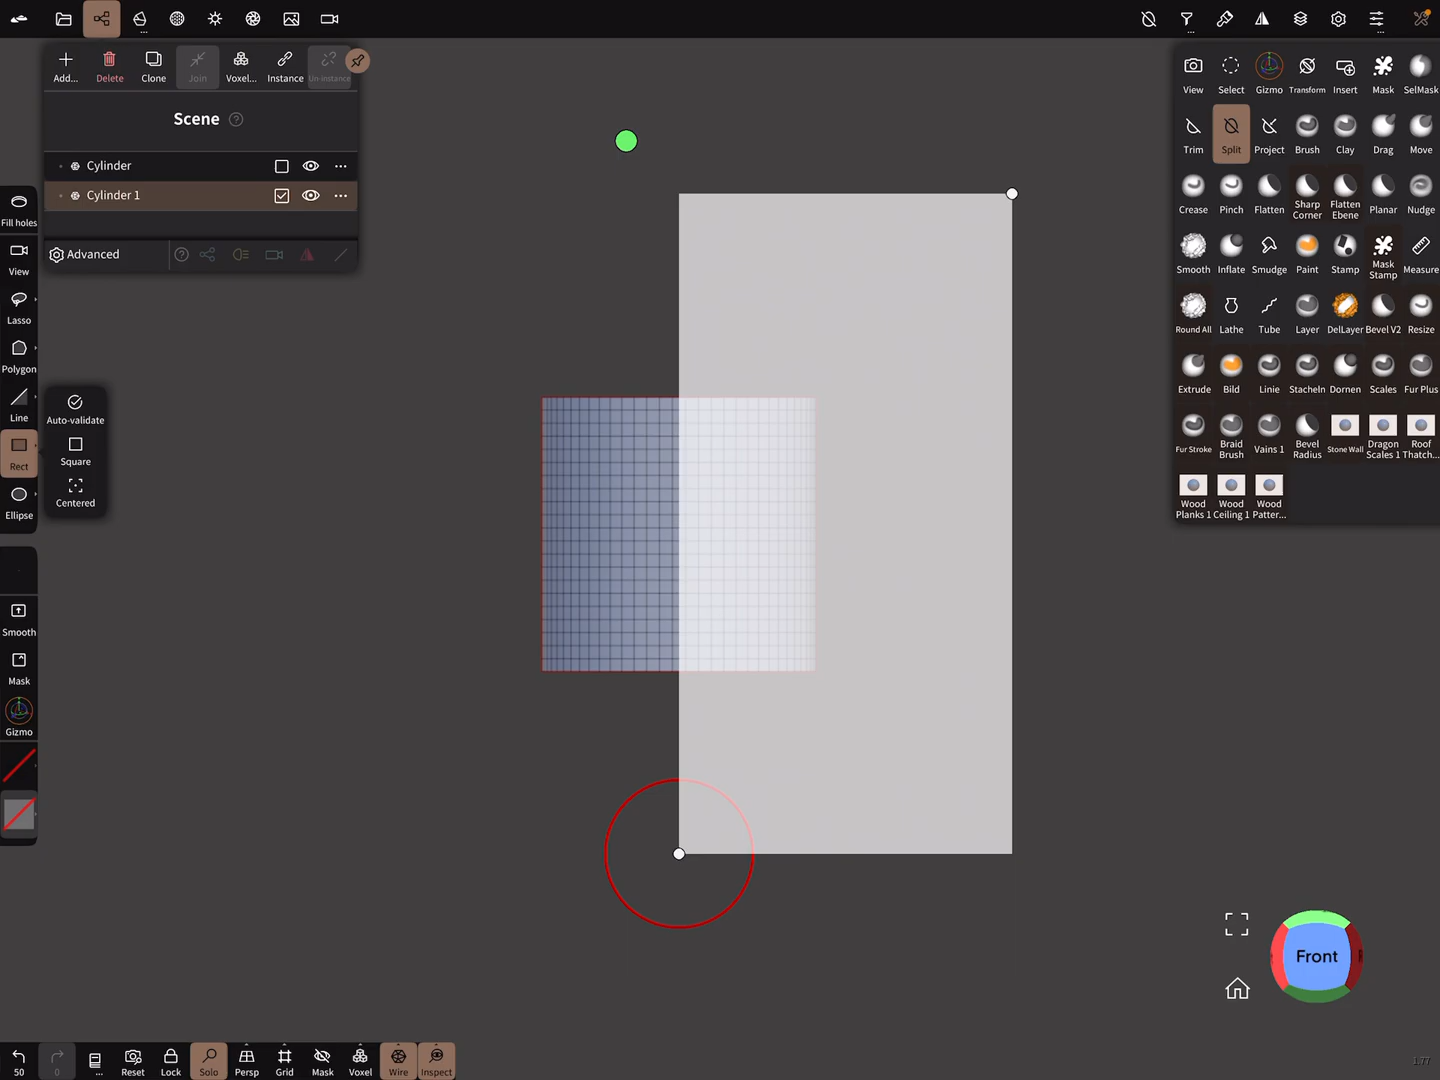 Add...
Delete
Clone
Join
Voxel...
Instance
Un-instance
Scene
Cylinder
Cylinder 1
Advanced
Fill holes
View
Lasso
Polygon
Line
Rect
Ellipse
Auto-validate
Square
Centered
Smooth
Mask
Gizmo
View Select Gizmo Transform Insert Mask SelMask
Trim Split Project Brush Clay Drag Move
Crease Pinch Flatten Sharp Corner Flatten Ebene Planar Nudge
Smooth Inflate Smudge Paint Stamp Mask Stamp Measure
Round All Lathe Tube Layer DelLayer Bevel V2 Resize
Extrude Bild Linie Stacheln Dornen Scales Fur Plus
Fur Stroke Braid Brush Vains 1 Bevel Radius Stone Wall Dragon Scales 1 Roof Thatch...
Wood Planks 1 Wood Ceiling 1 Wood Patter...
Front
50
0
...
Reset
Lock
Solo
Persp
Grid
Mask
Voxel
Wire
Inspect
1.77